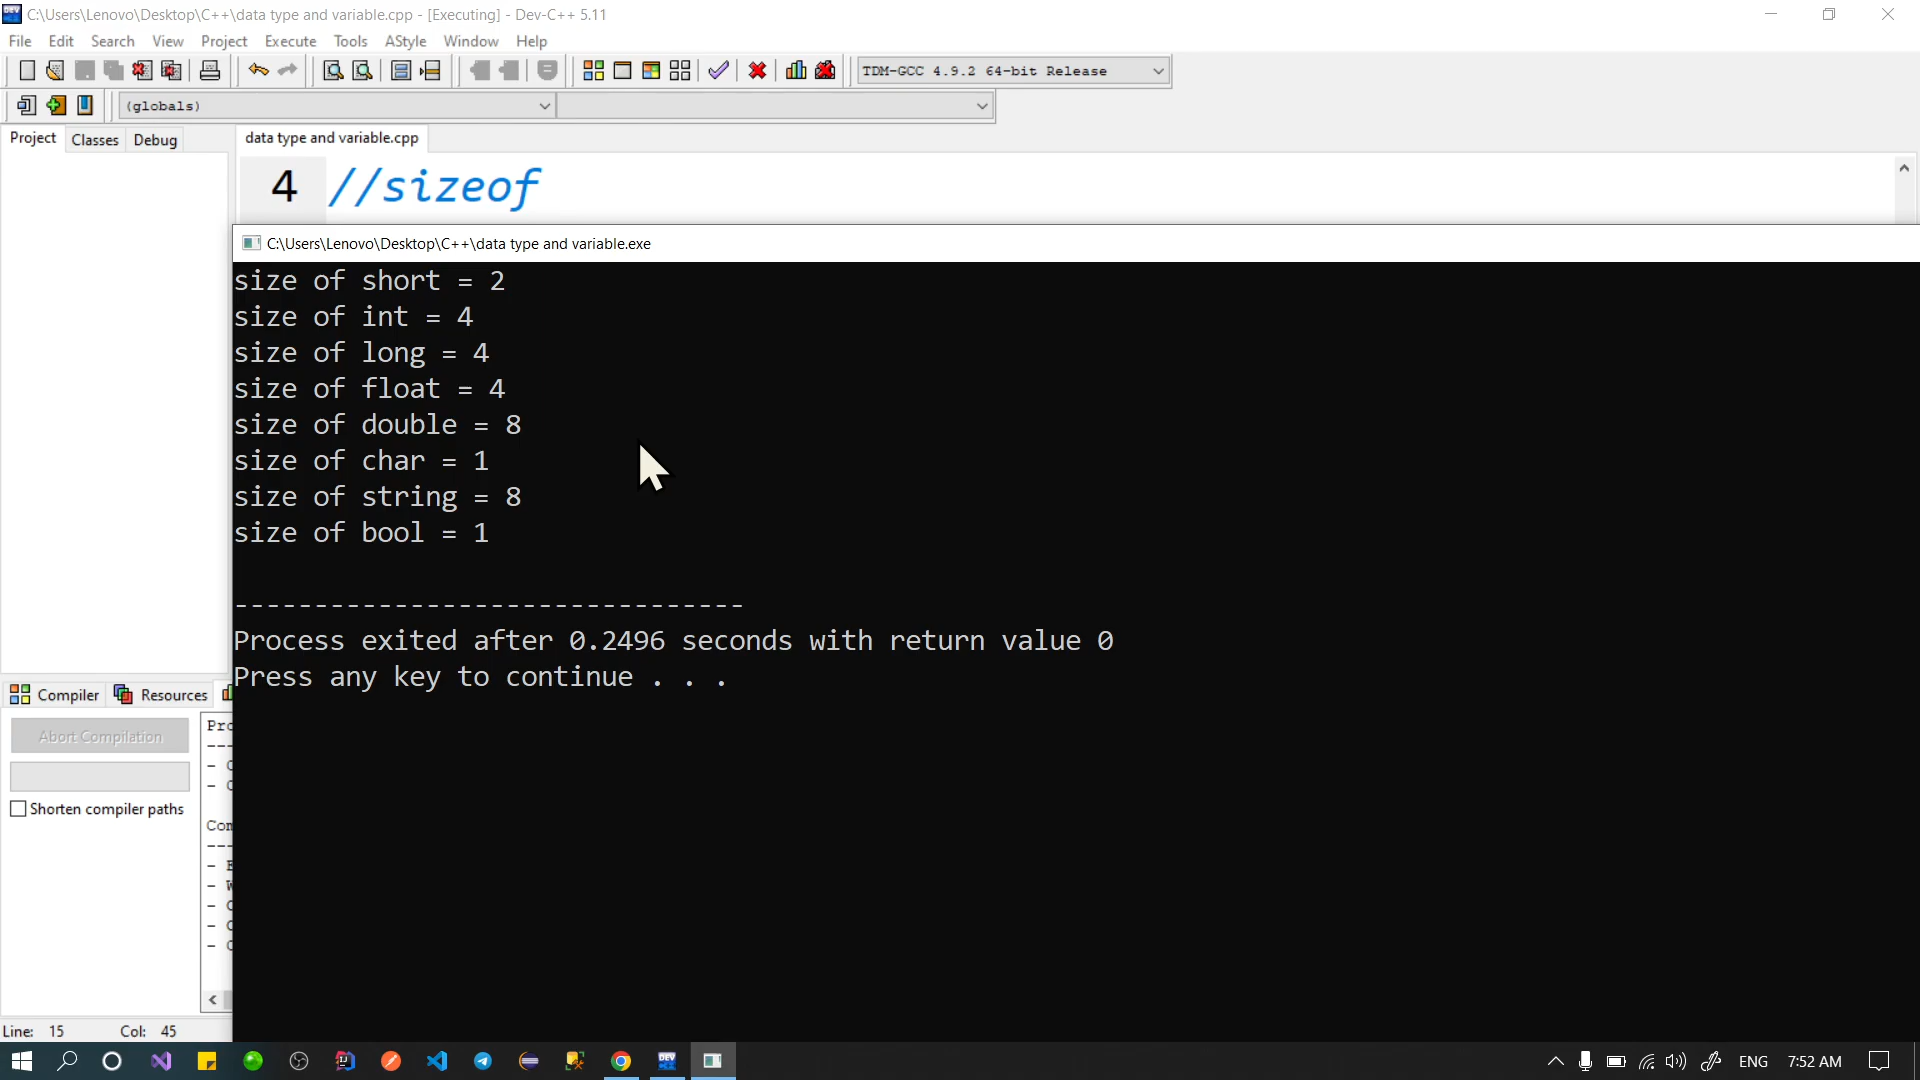 C:\Users\Lenovo\Desktop\C++\data type and variable.cpp - [Executing] - Dev-C++ 5.11
File Edit Search View Project Execute Tools AStyle Window Help
TDM-GCC 4.9.2 64-bit Release
(globals)
Project Classes Debug
data type and variable.cpp
4 //sizeof
C:\Users\Lenovo\Desktop\C++\data type and variable.exe
size of short = 2
size of int = 4
size of long = 4
size of float = 4
size of double = 8
size of char = 1
size of string = 8
size of bool = 1
--------------------------------
Process exited after 0.2496 seconds with return value 0
Press any key to continue . . .
Compiler Resources
Abort Compilation
Shorten compiler paths
Line: 15 Col: 45
ENG 7:52 AM